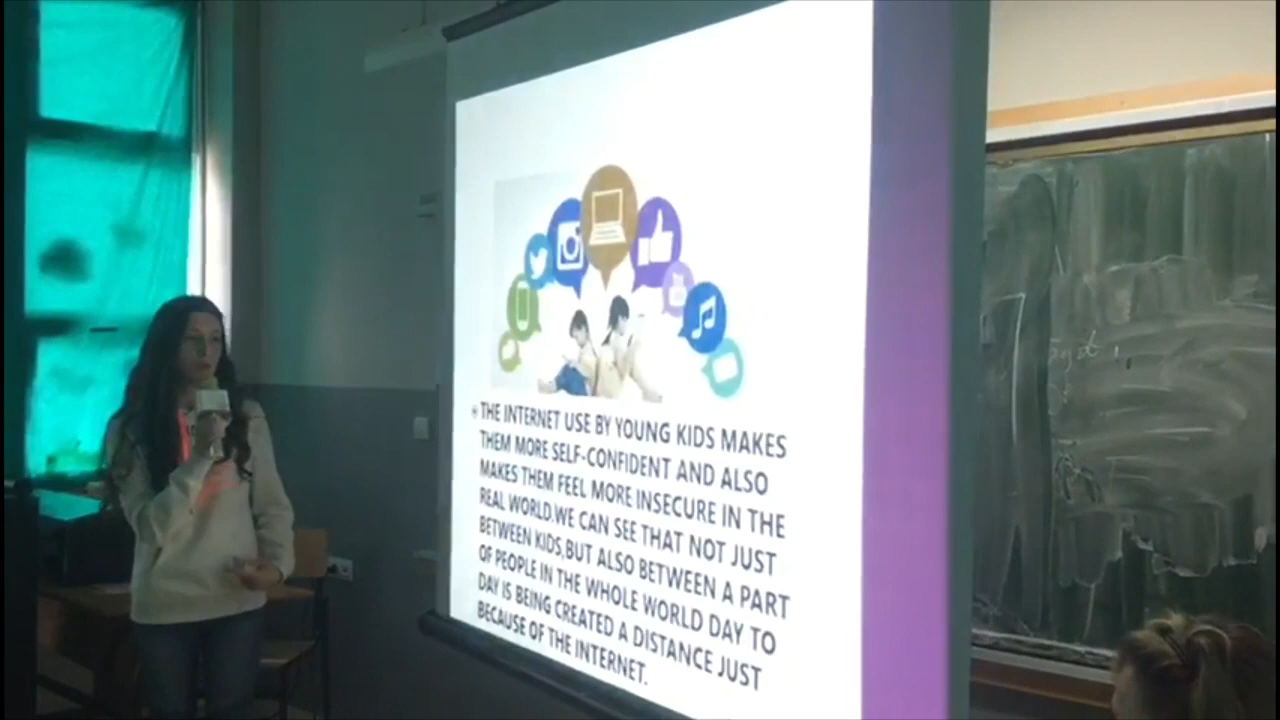 THE INTERNET USE BY YOUNG KIDS MAKES
THEM MORE SELF-CONFIDENT AND ALSO
MAKES THEM FEEL MORE INSECURE IN THE
REAL WORLD.WE CAN SEE THAT NOT JUST
BETWEEN KIDS,BUT ALSO BETWEEN A PART
OF PEOPLE IN THE WHOLE WORLD DAY TO
DAY IS BEING CREATED A DISTANCE JUST
BECAUSE OF THE INTERNET.